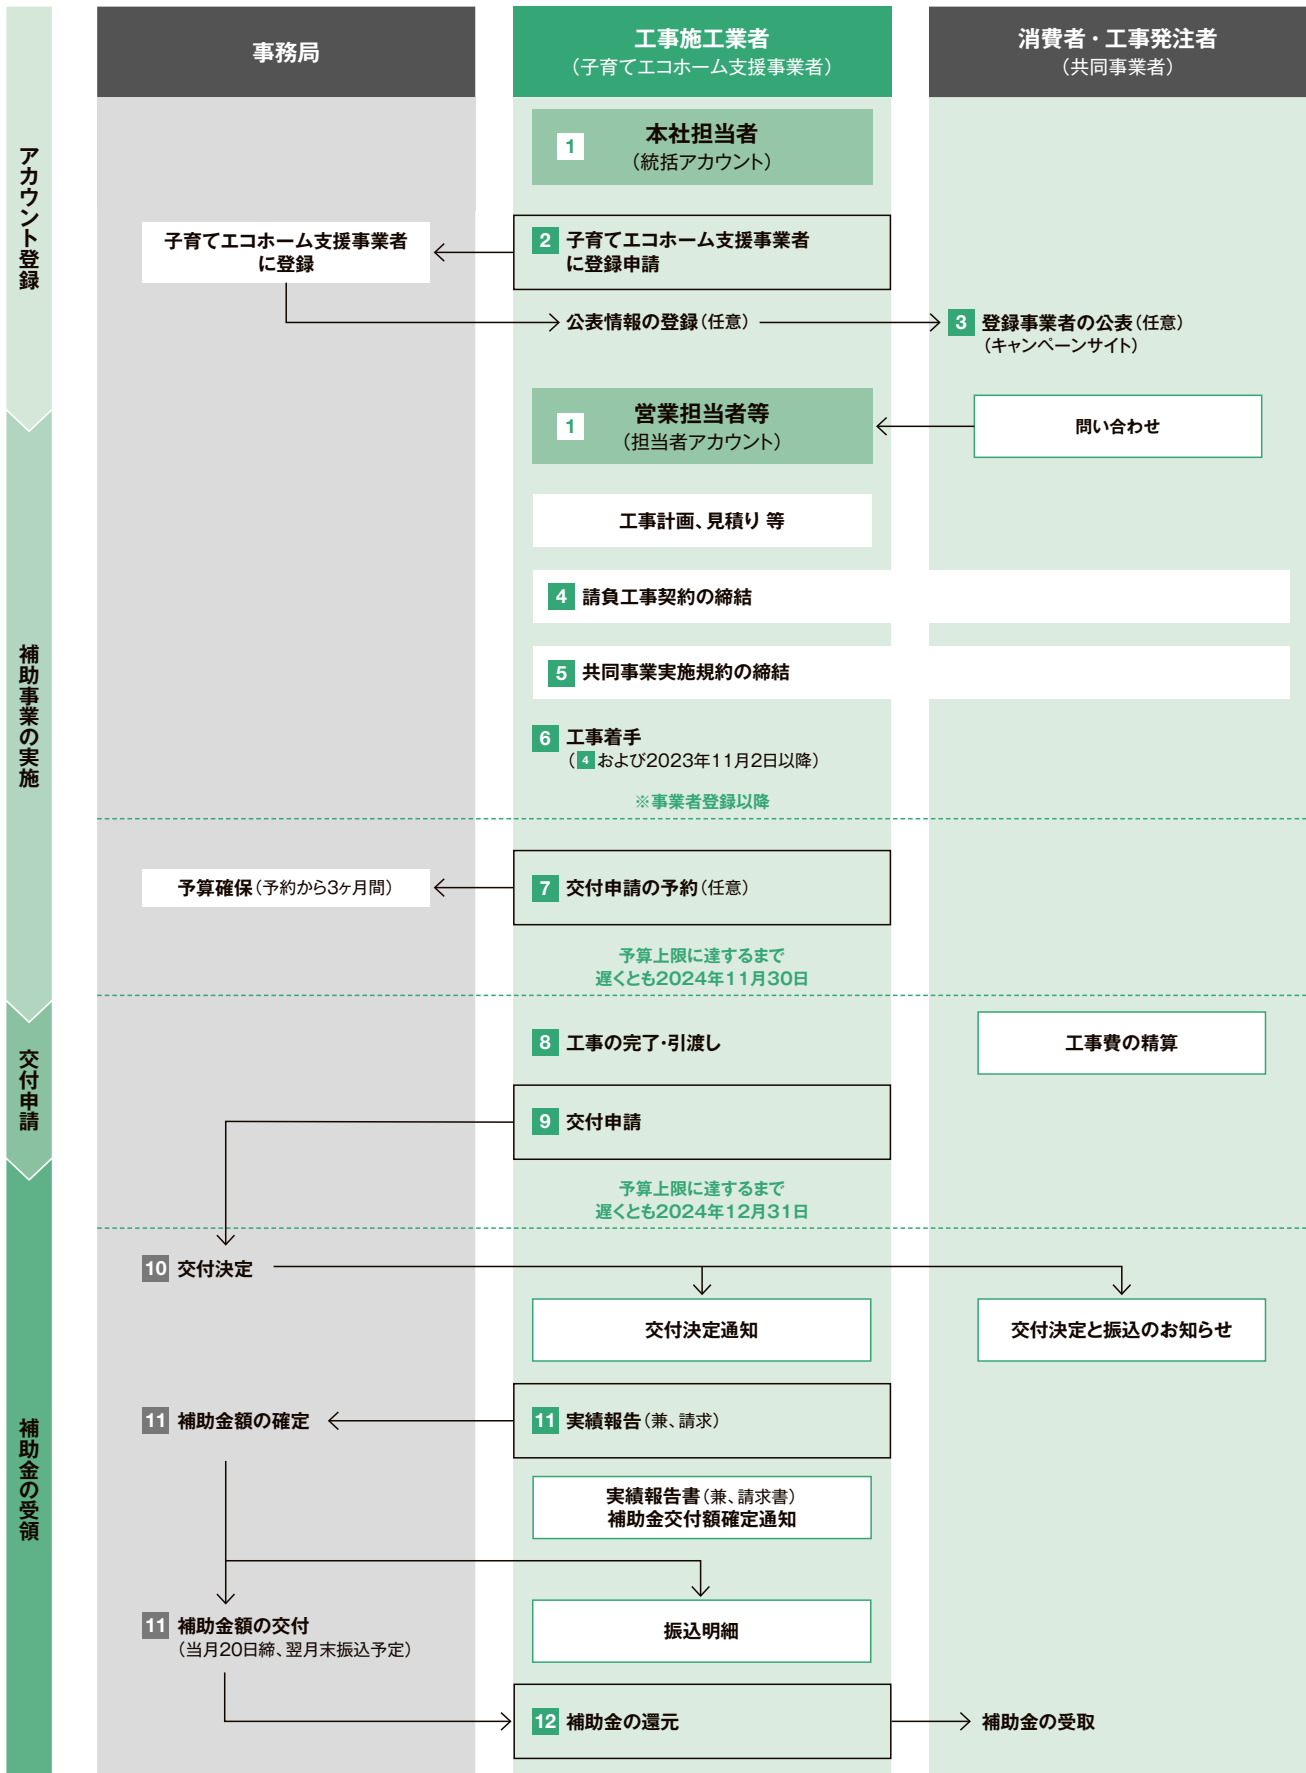 事務局
工事施工業者
（子育てエコホーム支援事業者）
消費者・工事発注者
（共同事業者）
アカウント登録
1 本社担当者
（統括アカウント）
子育てエコホーム支援事業者
に登録
2 子育てエコホーム支援事業者
に登録申請
公表情報の登録（任意）
3 登録事業者の公表（任意）
（キャンペーンサイト）
補助事業の実施
1 営業担当者等
（担当者アカウント）
問い合わせ
工事計画、見積り 等
4 請負工事契約の締結
5 共同事業実施規約の締結
6 工事着手
（4および2023年11月2日以降）
※事業者登録以降
予算確保（予約から3ヶ月間）
7 交付申請の予約（任意）
予算上限に達するまで
遅くとも2024年11月30日
交付申請
8 工事の完了・引渡し
工事費の精算
9 交付申請
予算上限に達するまで
遅くとも2024年12月31日
補助金の受領
10 交付決定
交付決定通知
交付決定と振込のお知らせ
11 補助金額の確定
11 実績報告（兼、請求）
実績報告書（兼、請求書）
補助金交付額確定通知
11 補助金額の交付
（当月20日締、翌月末振込予定）
振込明細
12 補助金の還元
補助金の受取